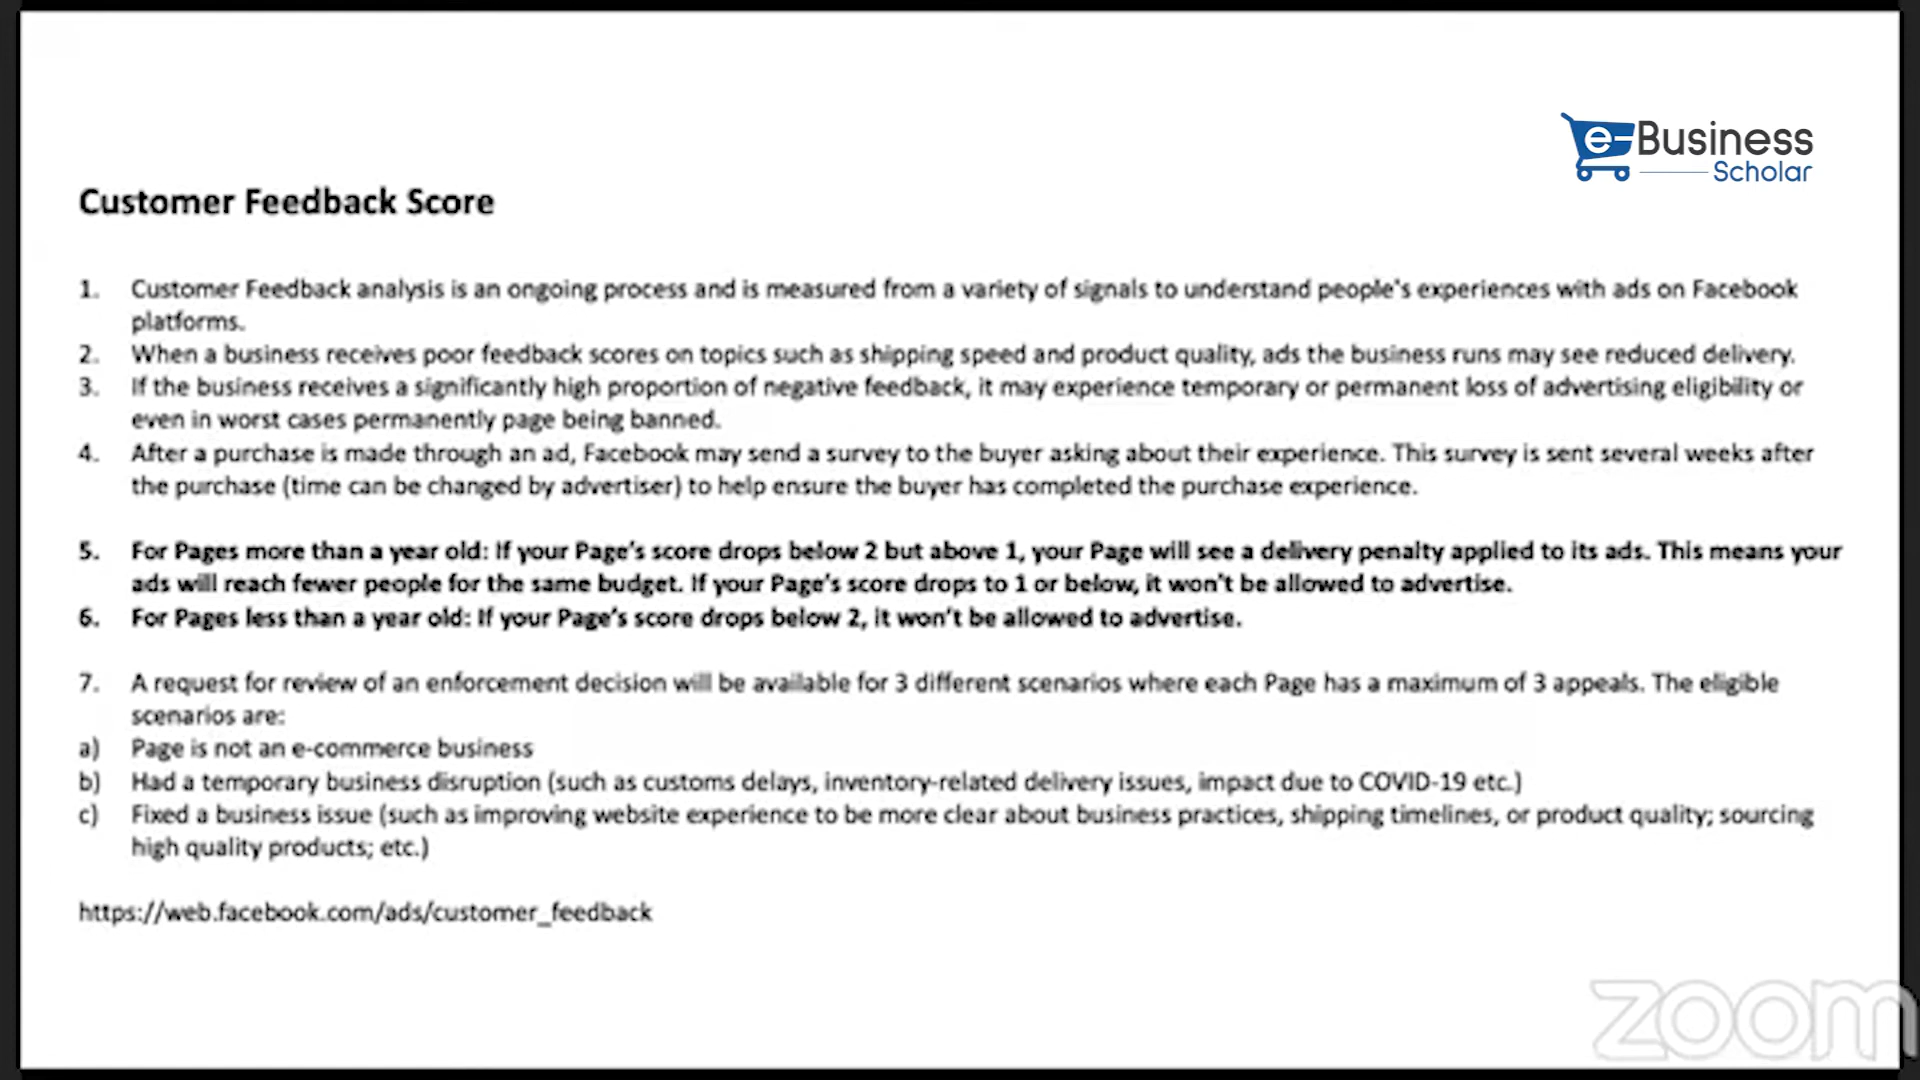 e-Business
Scholar
Customer Feedback Score
1. Customer Feedback analysis is an ongoing process and is measured from a variety of signals to understand people's experiences with ads on Facebook
platforms.
2. When a business receives poor feedback scores on topics such as shipping speed and product quality, ads the business runs may see reduced delivery.
3. If the business receives a significantly high proportion of negative feedback, it may experience temporary or permanent loss of advertising eligibility or
even in worst cases permanently page being banned.
4. After a purchase is made through an ad, Facebook may send a survey to the buyer asking about their experience. This survey is sent several weeks after
the purchase (time can be changed by advertiser) to help ensure the buyer has completed the purchase experience.
5. For Pages more than a year old: If your Page's score drops below 2 but above 1, your Page will see a delivery penalty applied to its ads. This means your
ads will reach fewer people for the same budget. If your Page's score drops to 1 or below, it won't be allowed to advertise.
6. For Pages less than a year old: If your Page's score drops below 2, it won't be allowed to advertise.
7. A request for review of an enforcement decision will be available for 3 different scenarios where each Page has a maximum of 3 appeals. The eligible
scenarios are:
a) Page is not an e-commerce business
b) Had a temporary business disruption (such as customs delays, inventory-related delivery issues, impact due to COVID-19 etc.)
c) Fixed a business issue (such as improving website experience to be more clear about business practices, shipping timelines, or product quality; sourcing
high quality products; etc.)
https://web.facebook.com/ads/customer_feedback
zoom